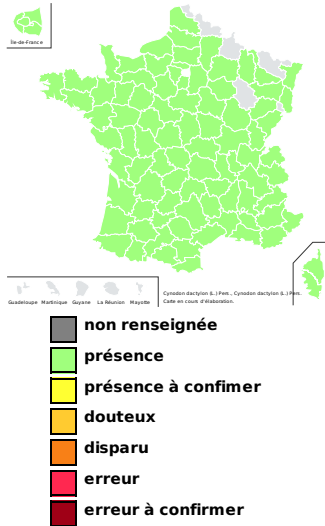 Île-de-France
Guadeloupe Martinique Guyane La Réunion Mayotte
Cynodon dactylon (L.) Pers., Cynodon dactylon (L.) Pers.
Carte en cours d'élaboration.
non renseignée
présence
présence à confimer
douteux
disparu
erreur
erreur à confirmer